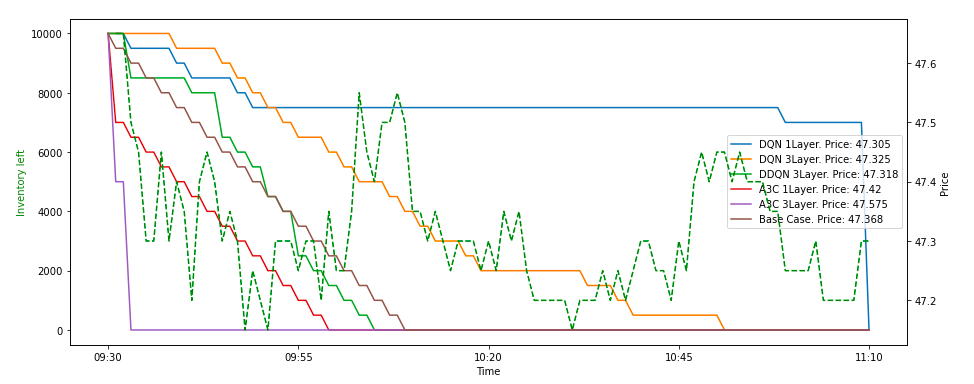 10000
8000
6000
4000
2000
0
Inventory left
09:30
09:55
10:20
10:45
11:10
Time
47.6
47.5
47.4
47.3
47.2
Price
DQN 1Layer. Price: 47.305
DQN 3Layer. Price: 47.325
DDQN 3Layer. Price: 47.318
A3C 1Layer. Price: 47.42
A3C 3Layer. Price: 47.575
Base Case. Price: 47.368